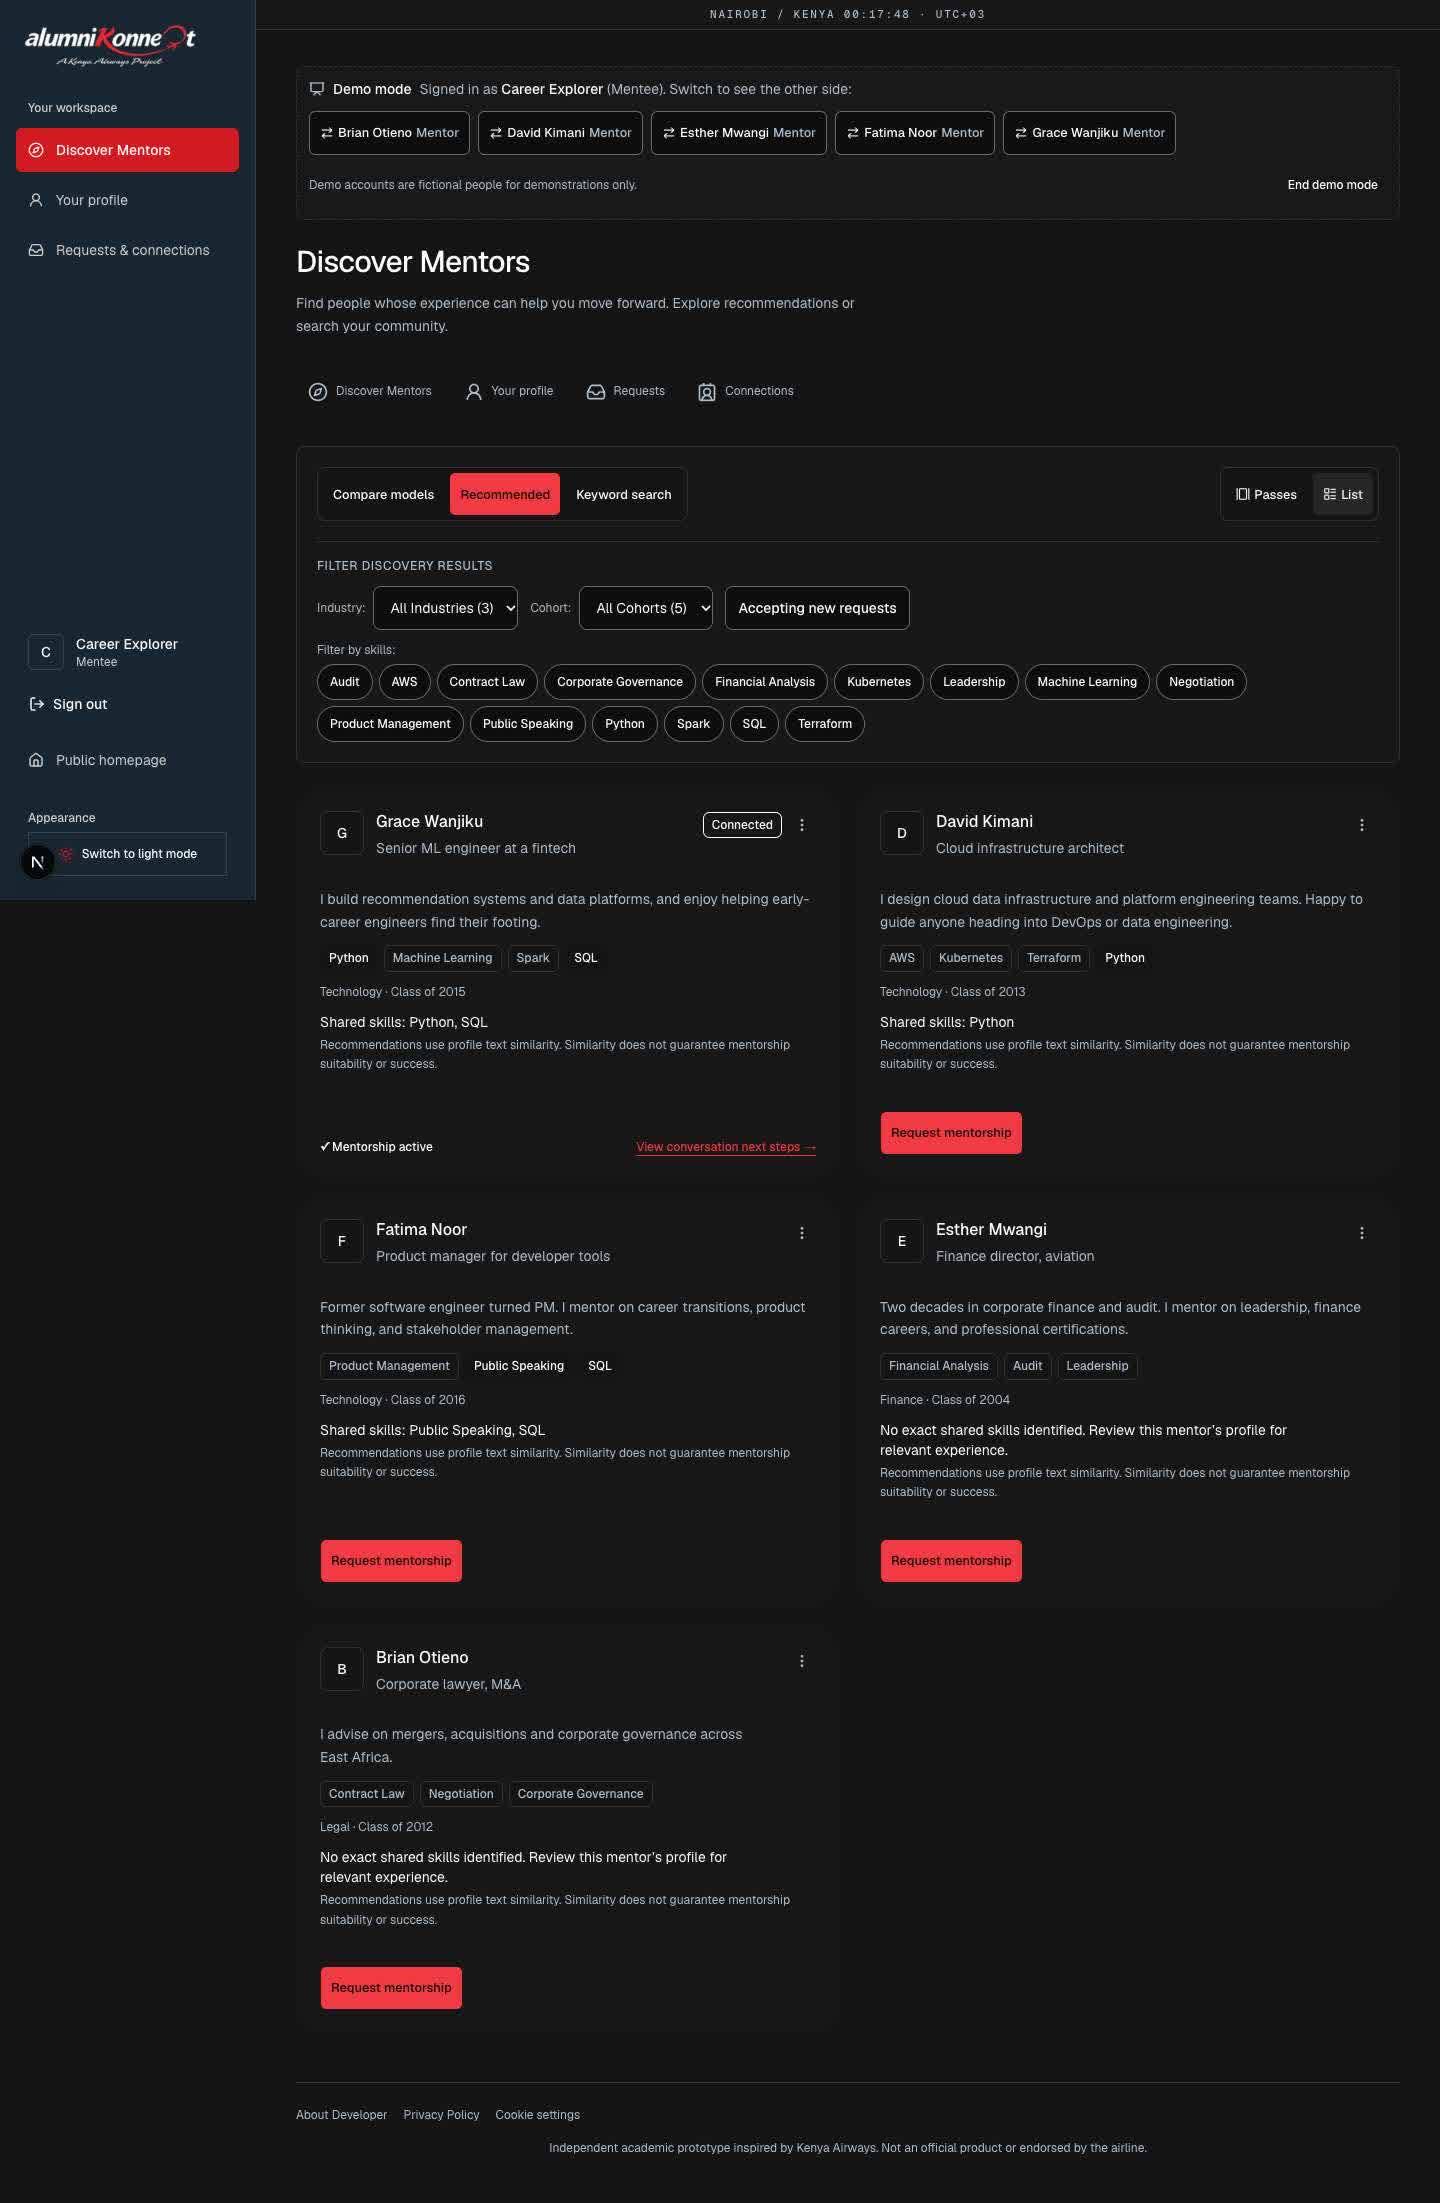 NAIROBI / KENYA 00:17:48 · UTC+03
alumniKonnect
A Kenya Airways Project
Your workspace
Discover Mentors
Your profile
Requests & connections
Career Explorer
C
Mentee
Sign out
Public homepage
Appearance
N
Switch to light mode
Demo mode Signed in as Career Explorer (Mentee). Switch to see the other side:
Brian Otieno Mentor
David Kimani Mentor
Esther Mwangi Mentor
Fatima Noor Mentor
Grace Wanjiku Mentor
Demo accounts are fictional people for demonstrations only.
End demo mode
Discover Mentors
Find people whose experience can help you move forward. Explore recommendations or
search your community.
Discover Mentors
Your profile
Requests
Connections
Compare models
Recommended
Keyword search
Passes
List
FILTER DISCOVERY RESULTS
Industry: All Industries (3)
Cohort: All Cohorts (5)
Accepting new requests
Filter by skills:
Audit
AWS
Contract Law
Corporate Governance
Financial Analysis
Kubernetes
Leadership
Machine Learning
Negotiation
Product Management
Public Speaking
Python
Spark
SQL
Terraform
G
Grace Wanjiku
Connected
Senior ML engineer at a fintech
I build recommendation systems and data platforms, and enjoy helping early-
career engineers find their footing.
Python
Machine Learning
Spark
SQL
Technology · Class of 2015
Shared skills: Python, SQL
Recommendations use profile text similarity. Similarity does not guarantee mentorship
suitability or success.
✓ Mentorship active
View conversation next steps →
D
David Kimani
Cloud infrastructure architect
I design cloud data infrastructure and platform engineering teams. Happy to
guide anyone heading into DevOps or data engineering.
AWS
Kubernetes
Terraform
Python
Technology · Class of 2013
Shared skills: Python
Recommendations use profile text similarity. Similarity does not guarantee mentorship
suitability or success.
Request mentorship
F
Fatima Noor
Product manager for developer tools
Former software engineer turned PM. I mentor on career transitions, product
thinking, and stakeholder management.
Product Management
Public Speaking
SQL
Technology · Class of 2016
Shared skills: Public Speaking, SQL
Recommendations use profile text similarity. Similarity does not guarantee mentorship
suitability or success.
Request mentorship
E
Esther Mwangi
Finance director, aviation
Two decades in corporate finance and audit. I mentor on leadership, finance
careers, and professional certifications.
Financial Analysis
Audit
Leadership
Finance · Class of 2004
No exact shared skills identified. Review this mentor's profile for
relevant experience.
Recommendations use profile text similarity. Similarity does not guarantee mentorship
suitability or success.
Request mentorship
B
Brian Otieno
Corporate lawyer, M&A
I advise on mergers, acquisitions and corporate governance across
East Africa.
Contract Law
Negotiation
Corporate Governance
Legal · Class of 2012
No exact shared skills identified. Review this mentor's profile for
relevant experience.
Recommendations use profile text similarity. Similarity does not guarantee mentorship
suitability or success.
Request mentorship
About Developer
Privacy Policy
Cookie settings
Independent academic prototype inspired by Kenya Airways. Not an official product or endorsed by the airline.